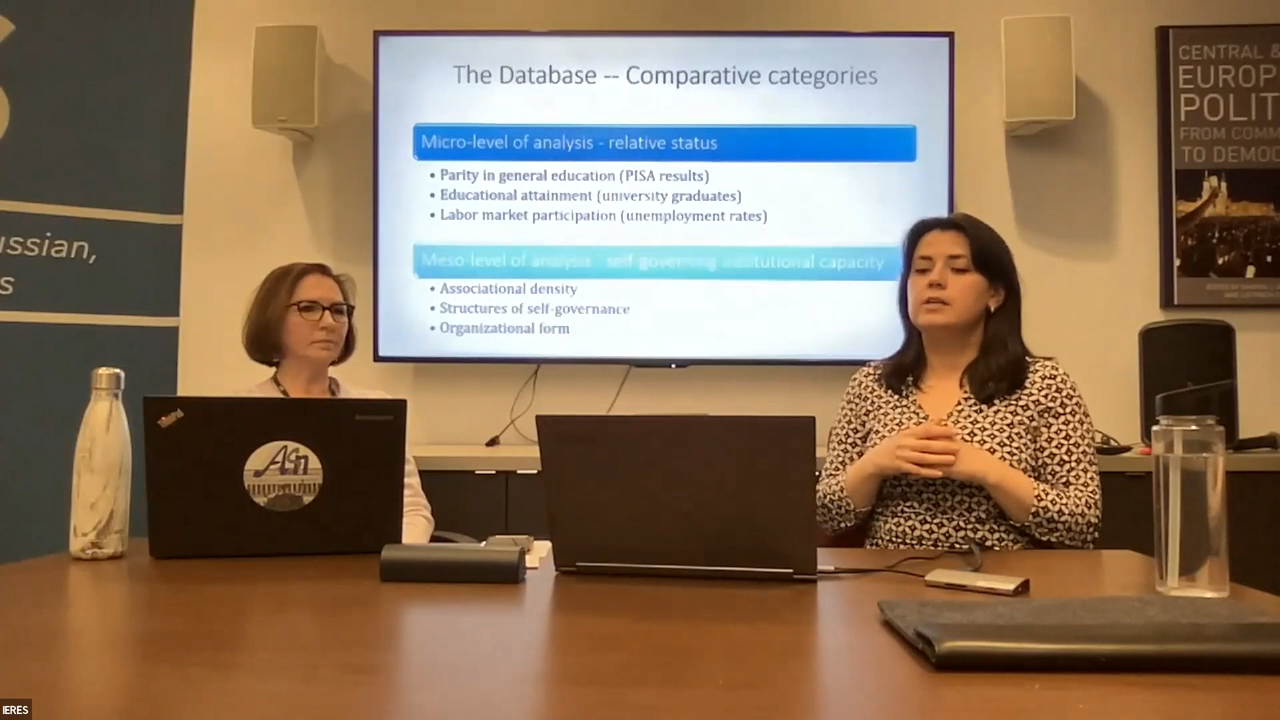 The Database -- Comparative categories
Micro-level of analysis - relative status
• Parity in general education (PISA results)
• Educational attainment (university graduates)
• Labor market participation (unemployment rates)
Meso-level of analysis - self governing institutional capacity
• Associational density
• Structures of self-governance
• Organizational form
CENTRAL &
EUROP
POLIT
FROM COMM
TO DEMOC
ussian,
s
ThinkPad
IERES